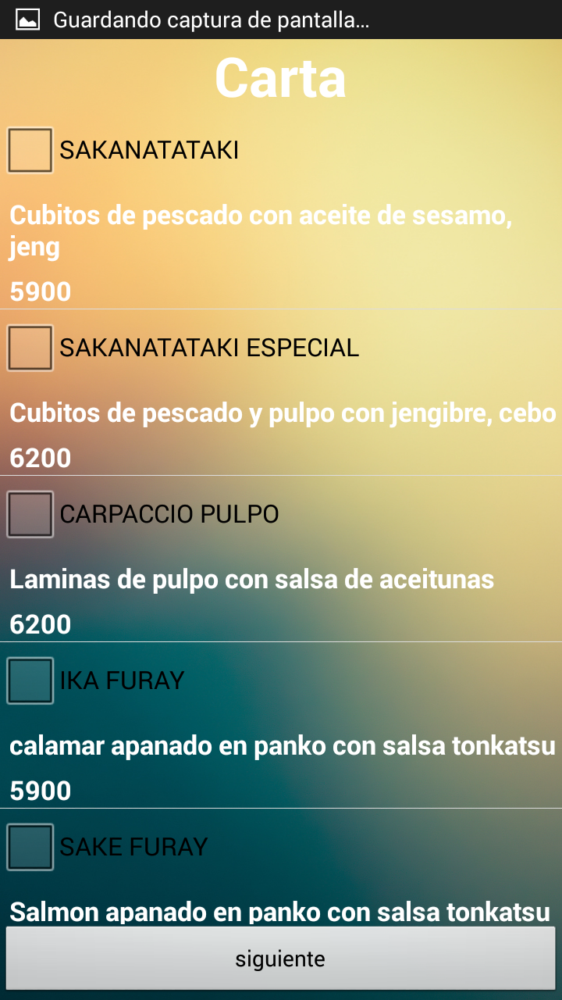 Guardando captura de pantalla...
Carta
SAKANATATAKI
Cubitos de pescado con aceite de sesamo,
jeng
5900
SAKANATATAKI ESPECIAL
Cubitos de pescado y pulpo con jengibre, cebo
6200
CARPACCIO PULPO
Laminas de pulpo con salsa de aceitunas
6200
IKA FURAY
calamar apanado en panko con salsa tonkatsu
5900
SAKE FURAY
Salmon apanado en panko con salsa tonkatsu
siguiente